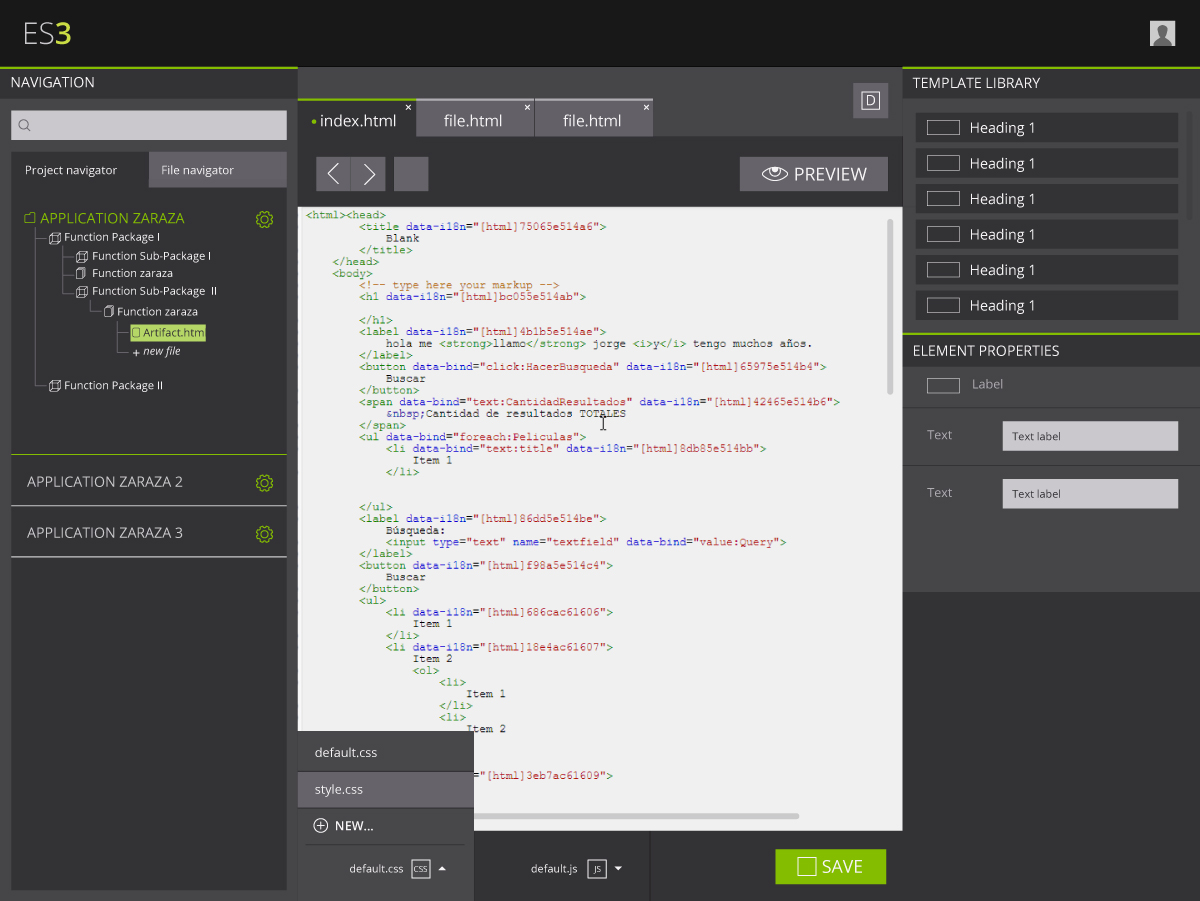 ES3
NAVIGATION
Project navigator
File navigator
APPLICATION ZARAZA
Function Package I
Function Sub-Package I
Function zaraza
Function Sub-Package II
Function zaraza
Artifact.htm
+ new file
Function Package II
APPLICATION ZARAZA 2
APPLICATION ZARAZA 3
index.html
file.html
file.html
D
PREVIEW
<html><head>
<title data-i18n="[html]75065e514a6">
Blank
</title>
</head>
<body>
<!-- type here your markup -->
<h1 data-i18n="[html]bc055e514ab">
</h1>
<label data-i18n="[html]4b1b5e514ae">
hola me <strong>llamo</strong> jorge <i>y</i> tengo muchos años.
</label>
<button data-bind="click:HacerBusqueda" data-i18n="[html]65975e514b4">
Buscar
</button>
<span data-bind="text:CantidadResultados" data-i18n="[html]42465e514b6">
&nbsp;Cantidad de resultados TOTALES
</span>
<ul data-bind="foreach:Peliculas">
<li data-bind="text:title" data-i18n="[html]8db85e514bb">
Item 1
</li>
</ul>
<label data-i18n="[html]86dd5e514be">
Búsqueda:
<input type="text" name="textfield" data-bind="value:Query">
</label>
<button data-i18n="[html]f98a5e514c4">
Buscar
</button>
<ul>
<li data-i18n="[html]686cac61606">
Item 1
</li>
<li data-i18n="[html]18e4ac61607">
Item 2
<ol>
<li>
Item 1
</li>
<li>
Item 2
="[html]3eb7ac61609">
default.css
style.css
NEW...
default.css CSS
default.js JS
SAVE
TEMPLATE LIBRARY
Heading 1
Heading 1
Heading 1
Heading 1
Heading 1
Heading 1
ELEMENT PROPERTIES
Label
Text Text label
Text Text label